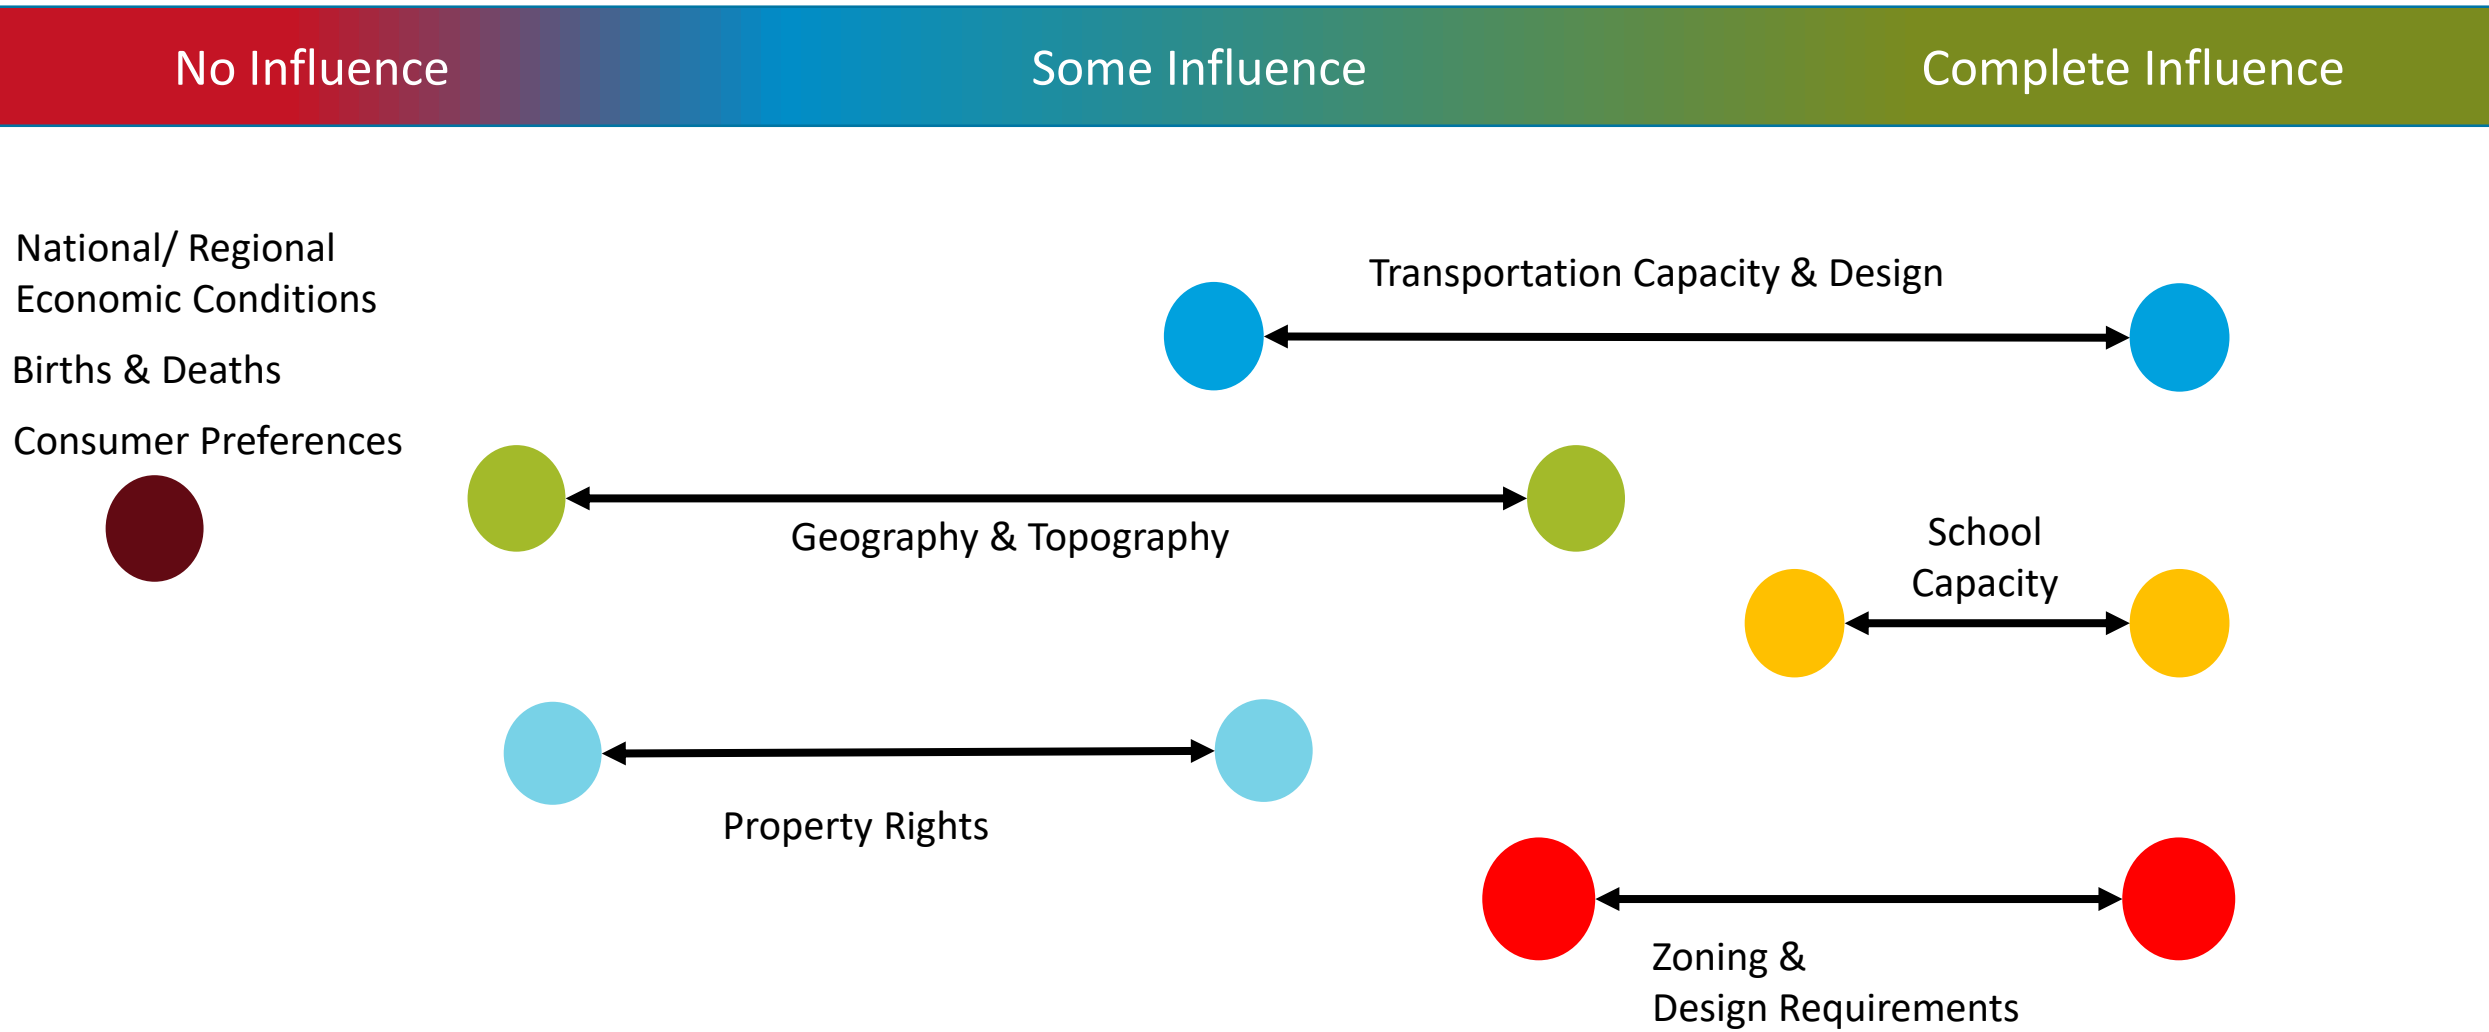 No Influence
Some Influence
Complete Influence
National/ Regional
Economic Conditions
Births & Deaths
Consumer Preferences
Transportation Capacity & Design
Geography & Topography
School
Capacity
Property Rights
Zoning &
Design Requirements